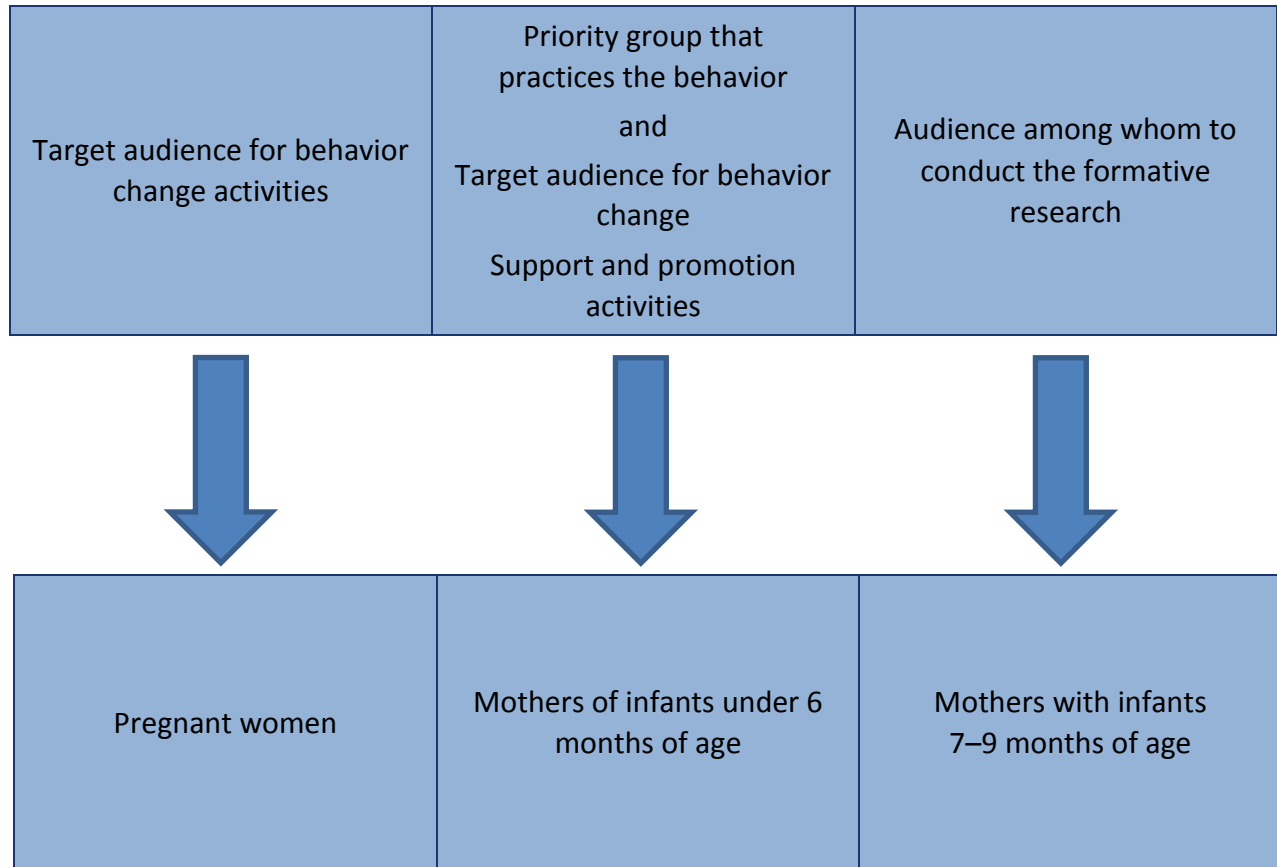 Target audience for behavior
change activities
Priority group that
practices the behavior
and
Target audience for behavior
change
Support and promotion
activities
Audience among whom to
conduct the formative
research
Pregnant women
Mothers of infants under 6
months of age
Mothers with infants
7–9 months of age